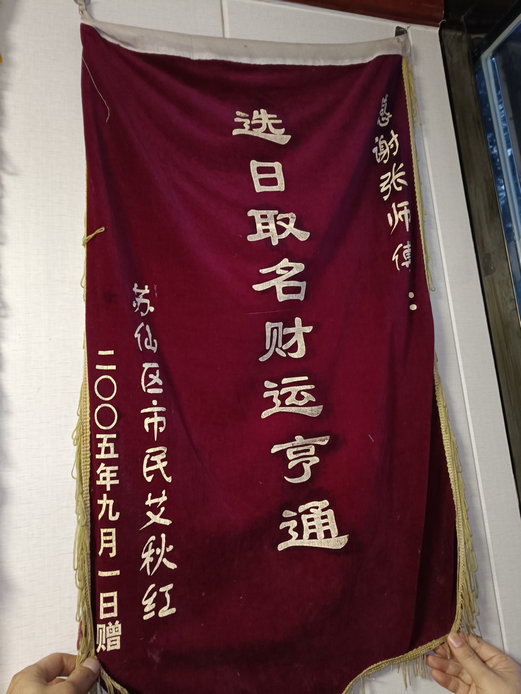 感谢张师傅：
选日取名财运亨通
苏仙区市民艾秋红
二〇〇五年九月一日赠